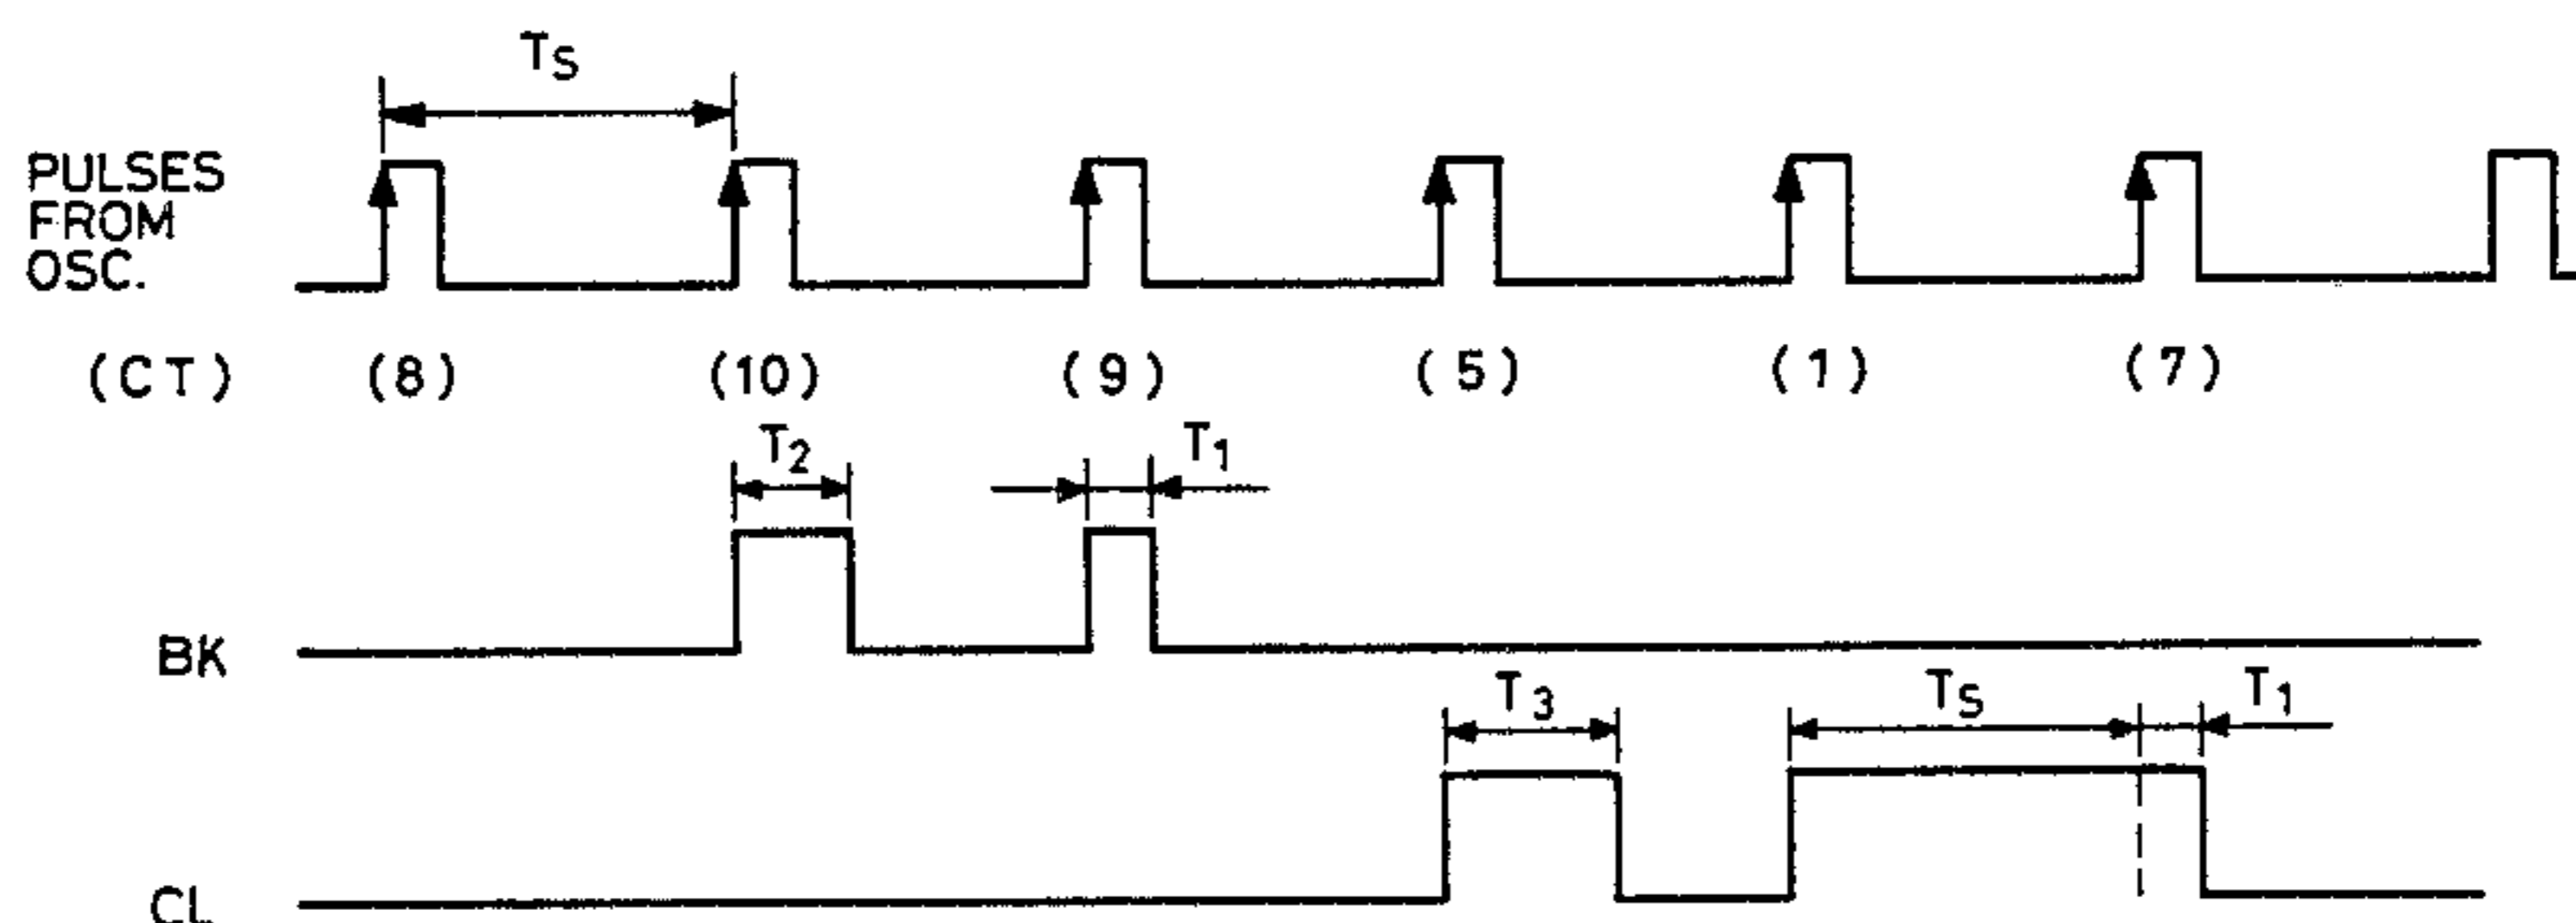 TS
PULSES
FROM
OSC.
(CT) (8) (10) (9) (5) (1) (7)
T2 T1
BK
T3 TS T1
CL